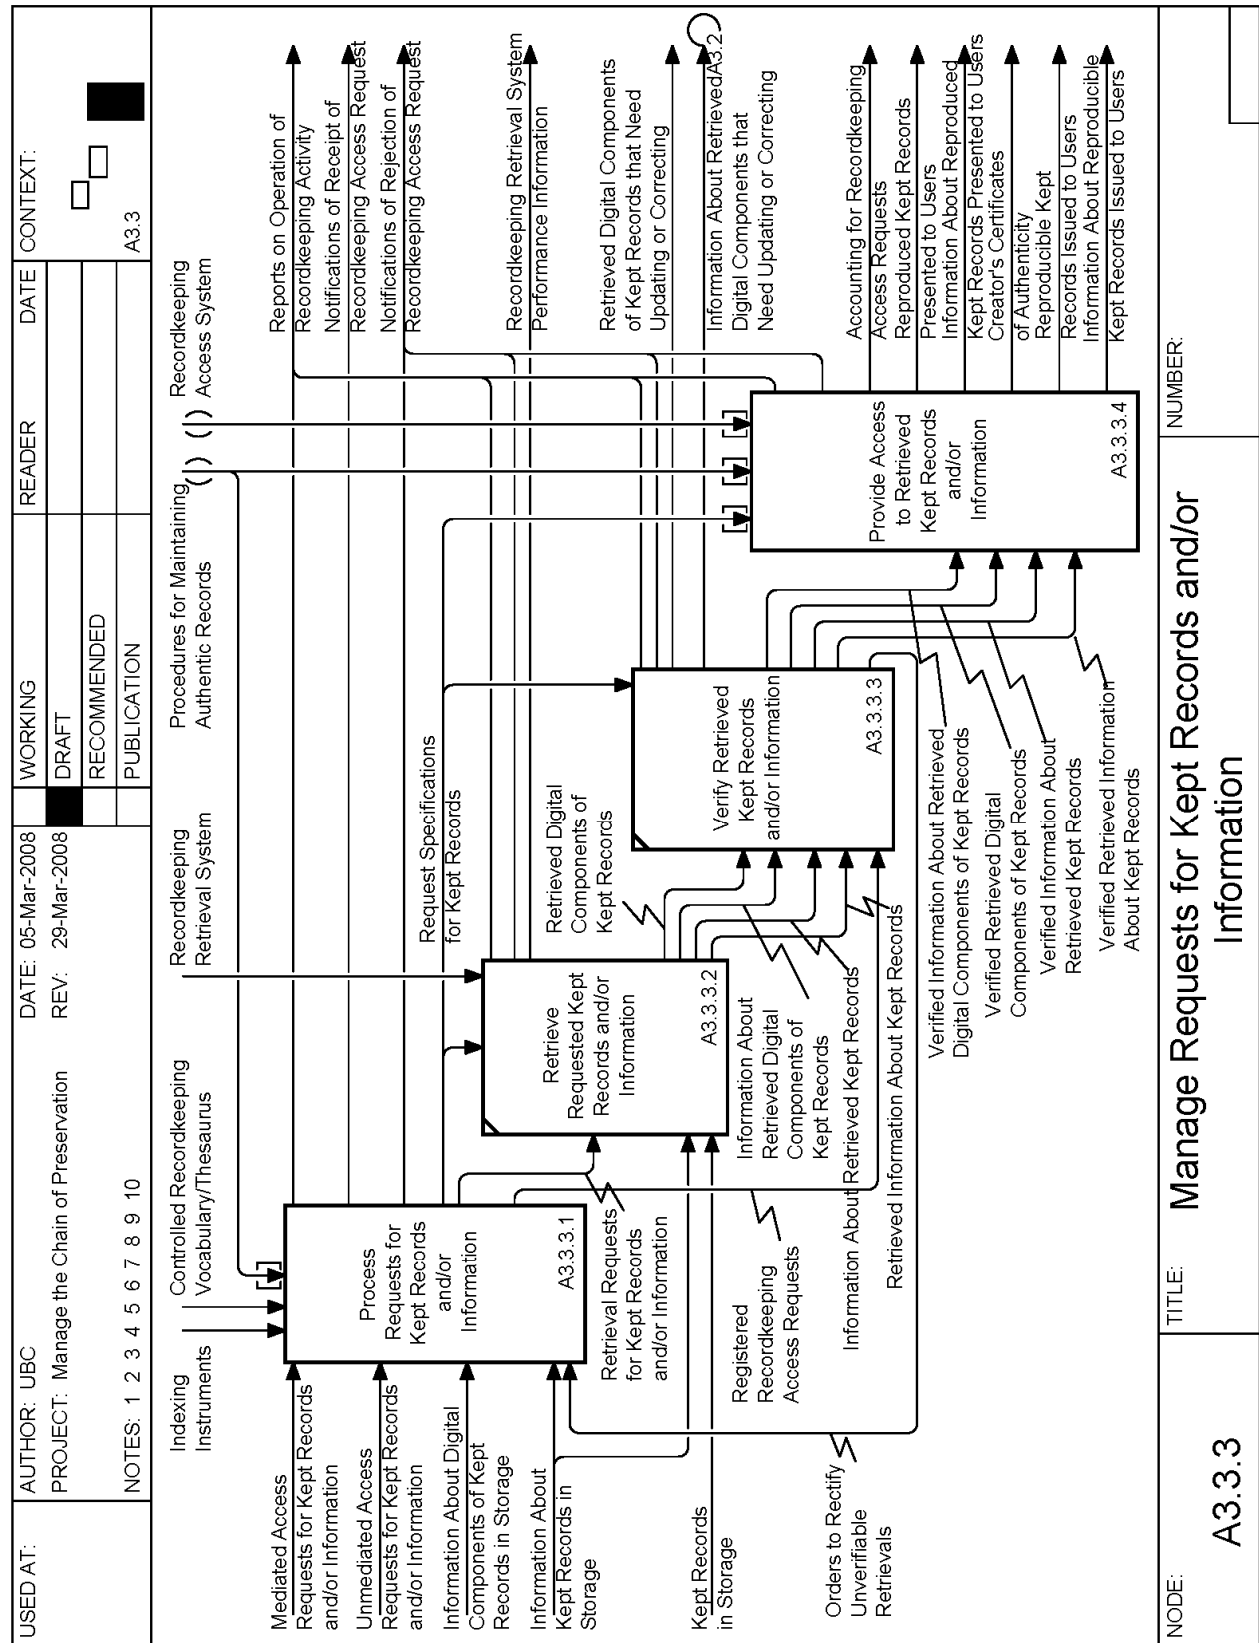 USED AT:
AUTHOR: UBC
PROJECT: Manage the Chain of Preservation
NOTES: 1 2 3 4 5 6 7 8 9 10
DATE: 05-Mar-2008
REV: 29-Mar-2008
WORKING
DRAFT
RECOMMENDED
PUBLICATION
READER
DATE
CONTEXT:
A3.3
Indexing
Instruments
Controlled Recordkeeping
Vocabulary/Thesaurus
Recordkeeping
Retrieval System
Procedures for Maintaining
Authentic Records
Recordkeeping
Access System
Mediated Access
Requests for Kept Records
and/or Information
Unmediated Access
Requests for Kept Records
and/or Information
Information About Digital
Components of Kept
Records in Storage
Information About
Kept Records in
Storage
Kept Records
in Storage
Orders to Rectify
Unverifiable
Retrievals
Process
Requests for
Kept Records
and/or
Information
A3.3.3.1
Retrieval Requests
for Kept Records
and/or Information
Registered
Recordkeeping
Access Requests
Request Specifications
for Kept Records
Retrieve
Requested Kept
Records and/or
Information
A3.3.3.2
Retrieved Digital
Components of
Kept Records
Information About
Retrieved Digital
Components of
Kept Records
Information About Retrieved Kept Records
Retrieved Information About Kept Records
Verify Retrieved
Kept Records
and/or Information
A3.3.3.3
Verified Information About Retrieved
Digital Components of Kept Records
Verified Retrieved Digital
Components of Kept Records
Verified Information About
Retrieved Kept Records
Verified Retrieved Information
About Kept Records
Provide Access
to Retrieved
Kept Records
and/or
Information
A3.3.3.4
Reports on Operation of
Recordkeeping Activity
Notifications of Receipt of
Recordkeeping Access Request
Notifications of Rejection of
Recordkeeping Access Request
Recordkeeping Retrieval System
Performance Information
Retrieved Digital Components
of Kept Records that Need
Updating or Correcting
Information About Retrieved
Digital Components that
Need Updating or Correcting
A3.2
Accounting for Recordkeeping
Access Requests
Reproduced Kept Records
Presented to Users
Information About Reproduced
Kept Records Presented to Users
Creator's Certificates
of Authenticity
Reproducible Kept
Records Issued to Users
Information About Reproducible
Kept Records Issued to Users
NODE:
A3.3.3
TITLE:
Manage Requests for Kept Records and/or
Information
NUMBER: